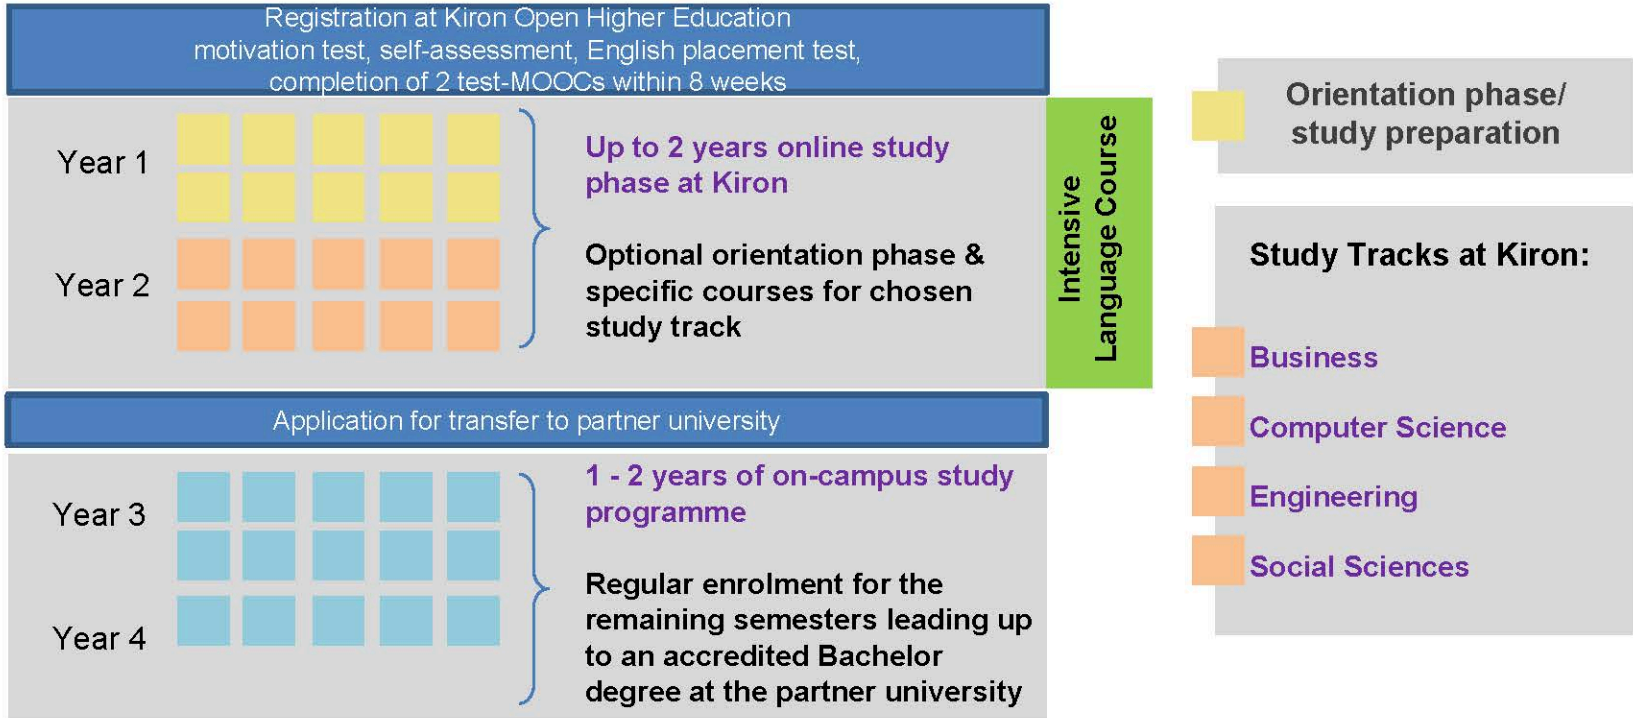 Registration at Kiron Open Higher Education
motivation test, self-assessment, English placement test,
completion of 2 test-MOOCs within 8 weeks
Year 1
Up to 2 years online study
phase at Kiron
Year 2
Optional orientation phase &
specific courses for chosen
study track
Intensive
Language Course
Application for transfer to partner university
Year 3
1 - 2 years of on-campus study
programme
Year 4
Regular enrolment for the
remaining semesters leading up
to an accredited Bachelor
degree at the partner university
Orientation phase/
study preparation
Study Tracks at Kiron:
Business
Computer Science
Engineering
Social Sciences